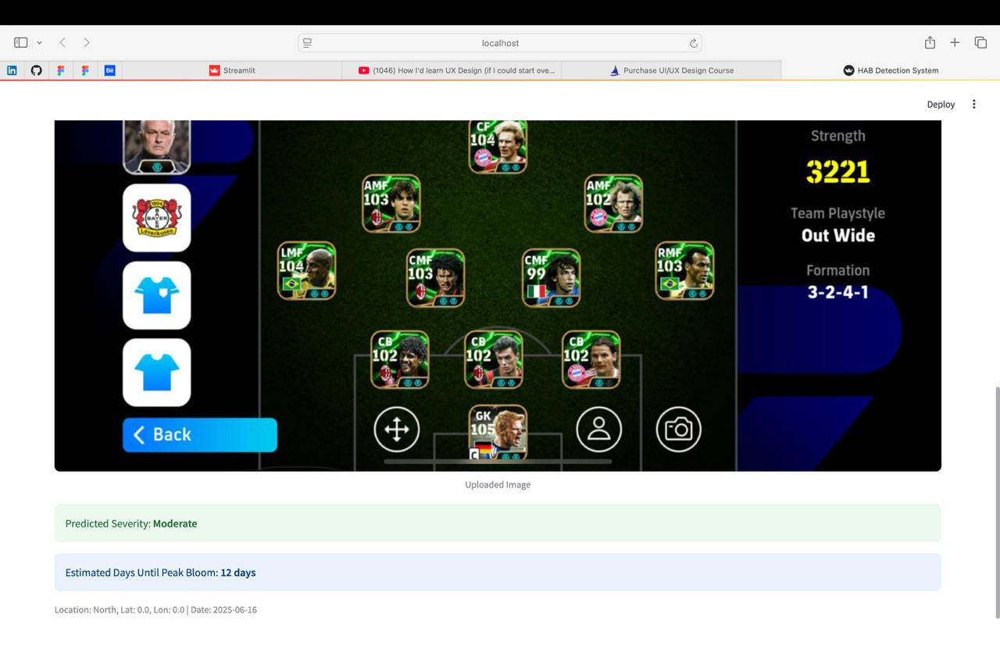 localhost
Streamlit
(1046) How I'd learn UX Design (if I could start ove...
Purchase UI/UX Design Course
HAB Detection System
Deploy
CF
104
AMF
103
AMF
102
LMF
104
CMF
103
CMF
99
RMF
103
CB
102
CB
102
CB
102
GK
105
C
1904
BAYER
Leverkusen
Back
Strength
3221
Team Playstyle
Out Wide
Formation
3-2-4-1
Uploaded Image
Predicted Severity: Moderate
Estimated Days Until Peak Bloom: 12 days
Location: North, Lat: 0.0, Lon: 0.0 | Date: 2025-06-16